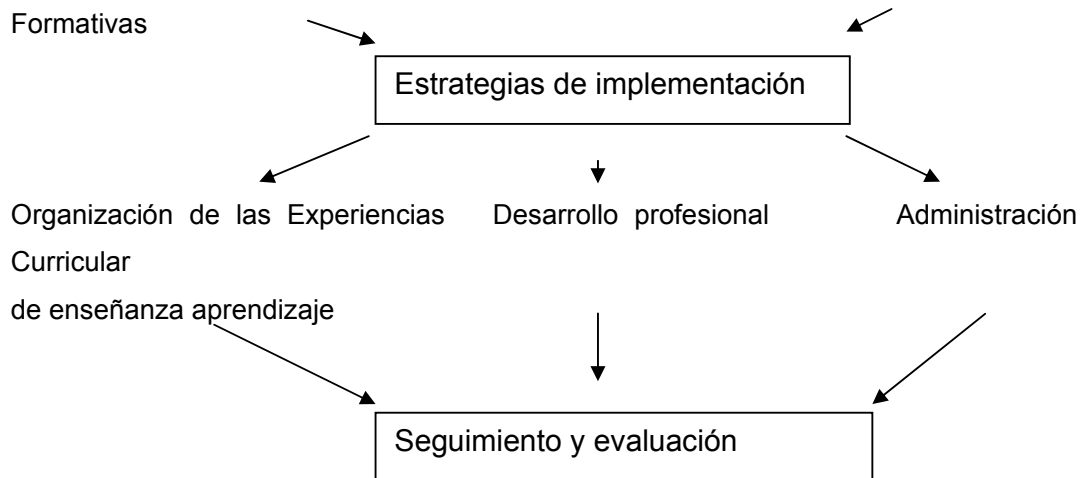 Formativas
Estrategias de implementación
Organización de las Experiencias Desarrollo profesional Administración
Curricular
de enseñanza aprendizaje
Seguimiento y evaluación